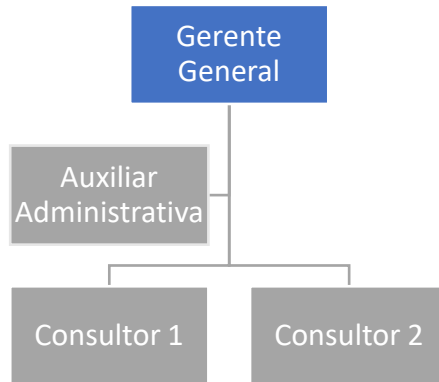 Gerente
General
Auxiliar
Administrativa
Consultor 1
Consultor 2